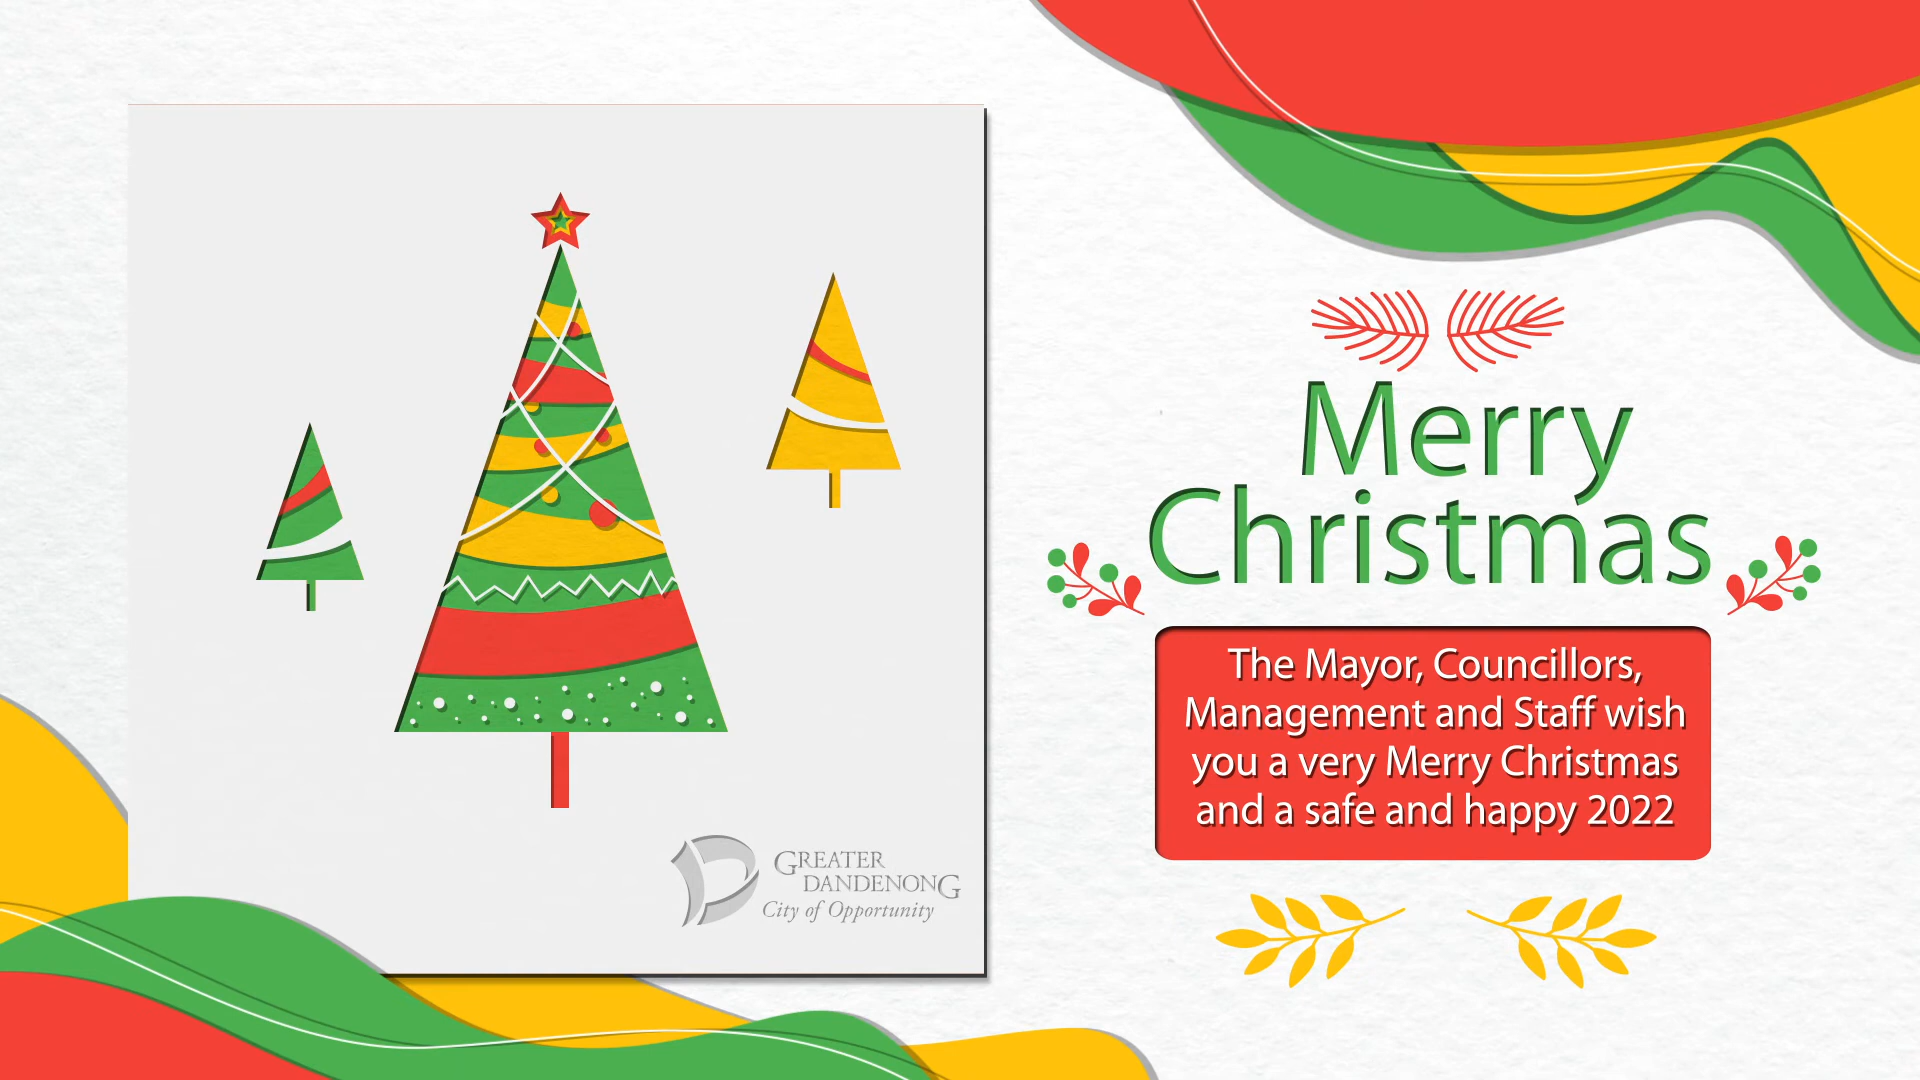 Merry
Christmas
The Mayor, Councillors,
Management and Staff wish
you a very Merry Christmas
and a safe and happy 2022
GREATER
DANDENONG
City of Opportunity